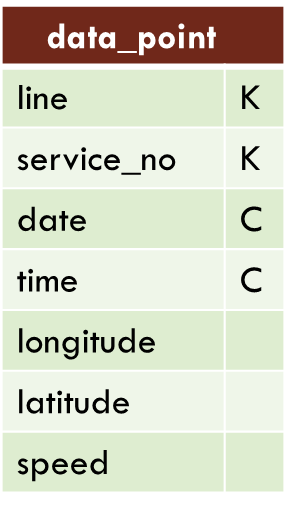 data_point
line K
service_no K
date C
time C
longitude
latitude
speed